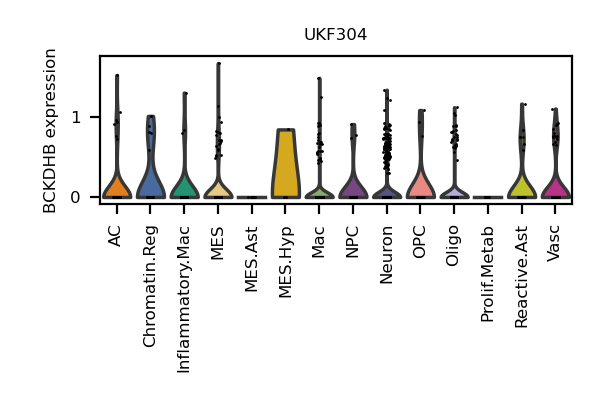 UKF304
BCKDHB expression
1
0
AC
Chromatin.Reg
Inflammatory.Mac
MES
MES.Ast
MES.Hyp
Mac
NPC
Neuron
OPC
Oligo
Prolif.Metab
Reactive.Ast
Vasc